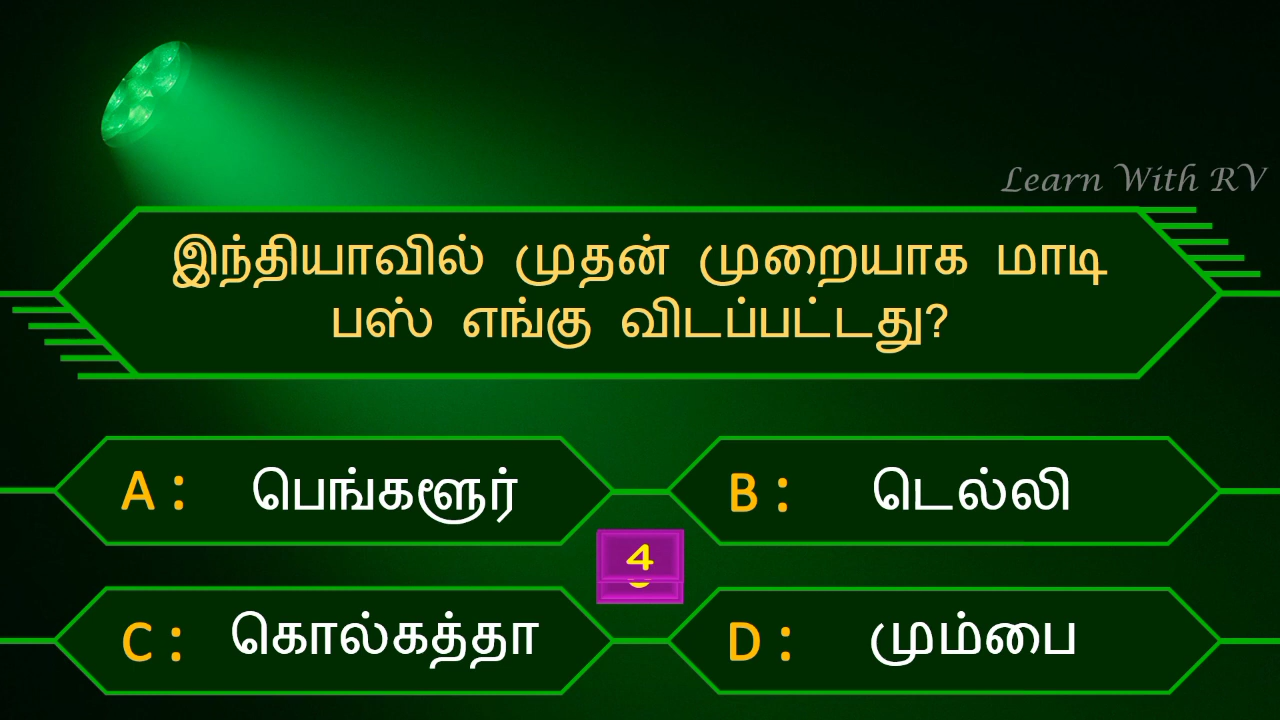 Learn With RV
இந்தியாவில் முதன் முறையாக மாடி
பஸ் எங்கு விடப்பட்டது?
A : பெங்களூர்
B : டெல்லி
4
C : கொல்கத்தா
D : மும்பை